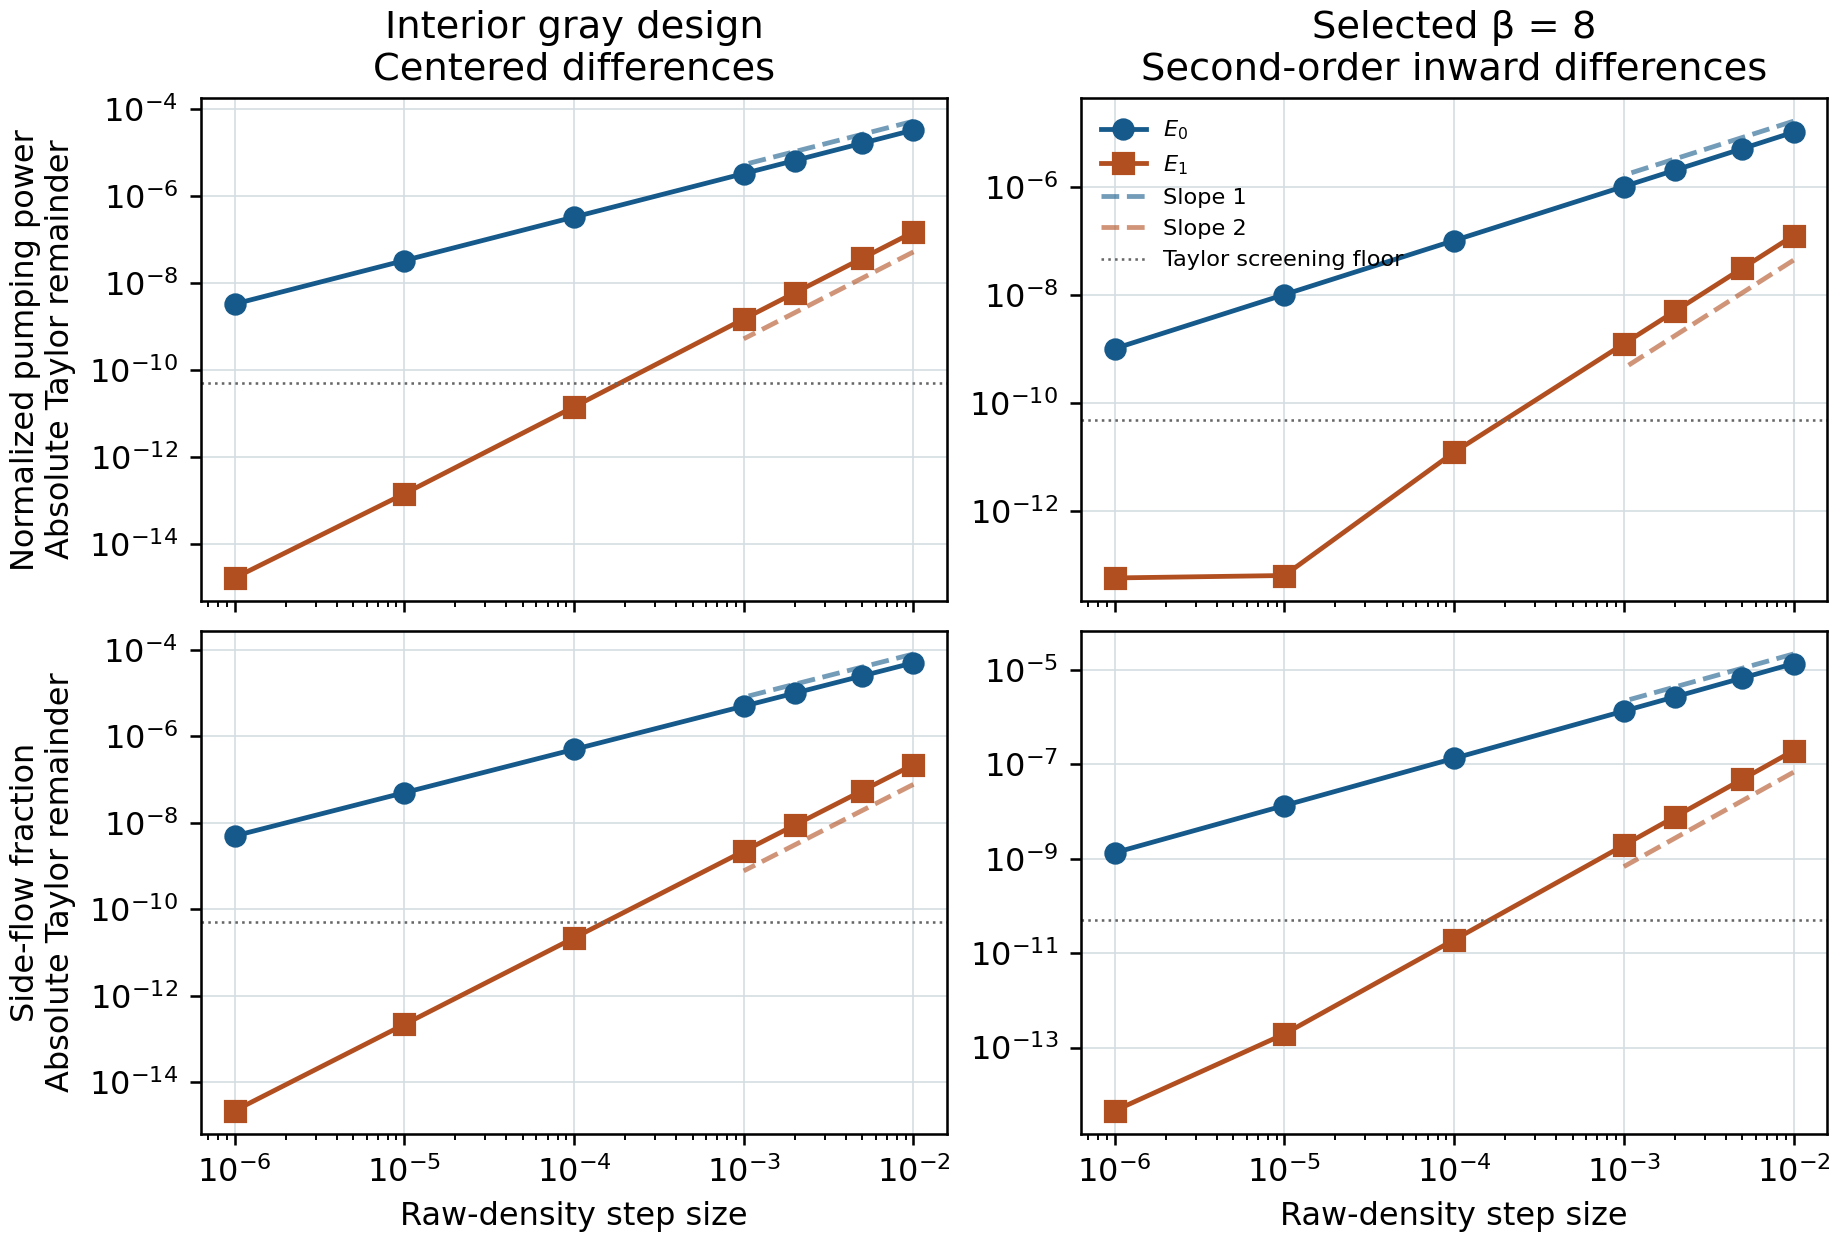 Interior gray design
Centered differences
Selected β = 8
Second-order inward differences
Normalized pumping power
Absolute Taylor remainder
10⁻⁴
10⁻⁶
10⁻⁸
10⁻¹⁰
10⁻¹²
10⁻¹⁴
10⁻⁶
10⁻⁸
10⁻¹⁰
10⁻¹²
E₀
E₁
Slope 1
Slope 2
Taylor screening floor
Side-flow fraction
Absolute Taylor remainder
10⁻⁴
10⁻⁶
10⁻⁸
10⁻¹⁰
10⁻¹²
10⁻¹⁴
10⁻⁶ 10⁻⁵ 10⁻⁴ 10⁻³ 10⁻²
Raw-density step size
10⁻⁵
10⁻⁷
10⁻⁹
10⁻¹¹
10⁻¹³
10⁻⁶ 10⁻⁵ 10⁻⁴ 10⁻³ 10⁻²
Raw-density step size